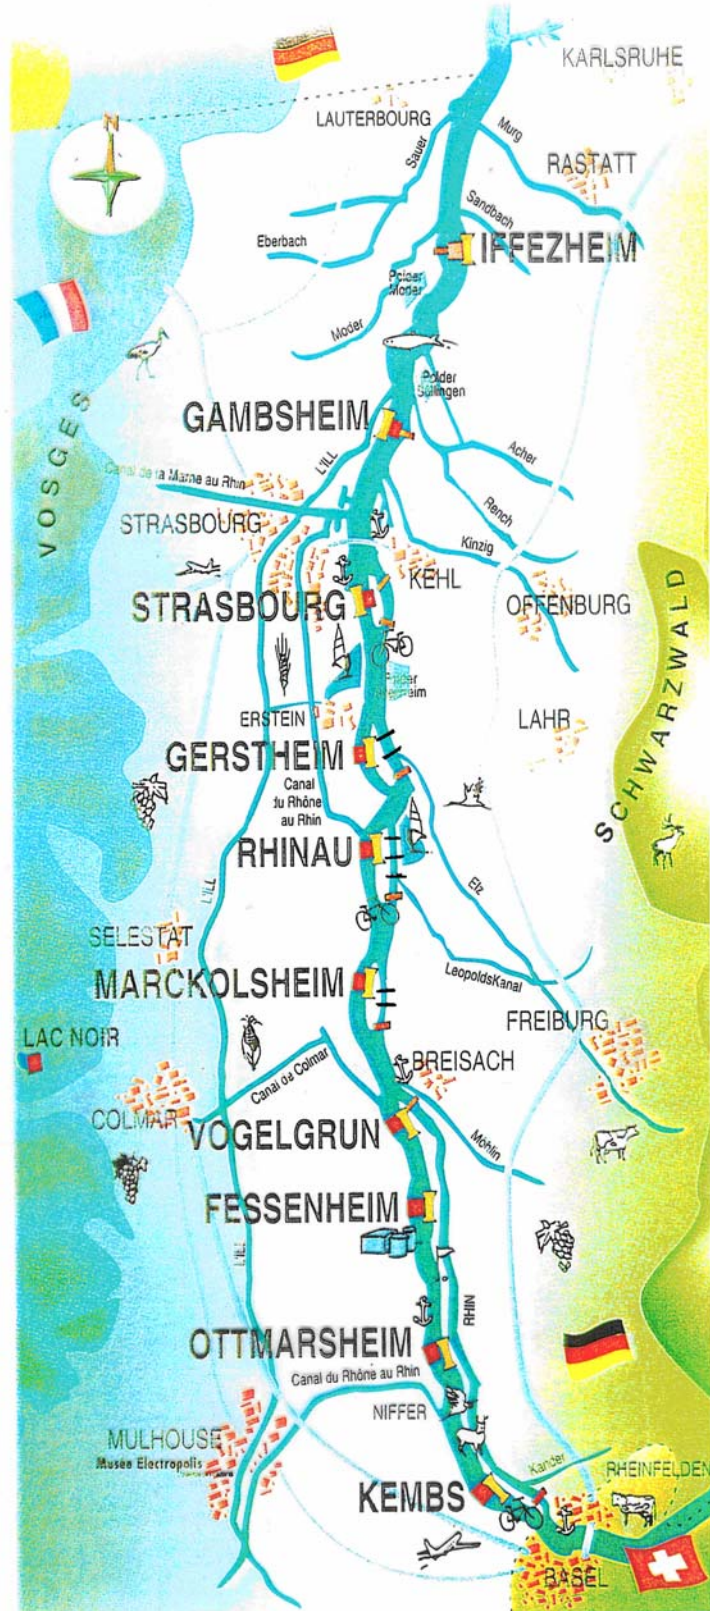 KARLSRUHE
LAUTERBOURG
N
Sauer
Murg
RASTATT
Sandbach
Eberbach
IFFEZHEIM
Polder
Moder
Moder
Polder
Söllingen
VOSGES
GAMBSHEIM
L'ILL
Acher
Canal de la Marne au Rhin
Rench
STRASBOURG
Kinzig
KEHL
STRASBOURG
OFFENBURG
SCHWARZWALD
Polder
ERSTEIN
LAHR
GERSTHEIM
Canal
du Rhône
au Rhin
RHINAU
L'ILL
Elz
SELESTAT
MARCKOLSHEIM
LeopoldsKanal
FREIBURG
LAC NOIR
BREISACH
Canal de Colmar
COLMAR
VOGELGRUN
Möhlin
FESSENHEIM
L'ILL
RHIN
OTTMARSHEIM
Canal du Rhône au Rhin
NIFFER
MULHOUSE
Musée Electropolis
Kander
RHEINFELDEN
KEMBS
BASEL